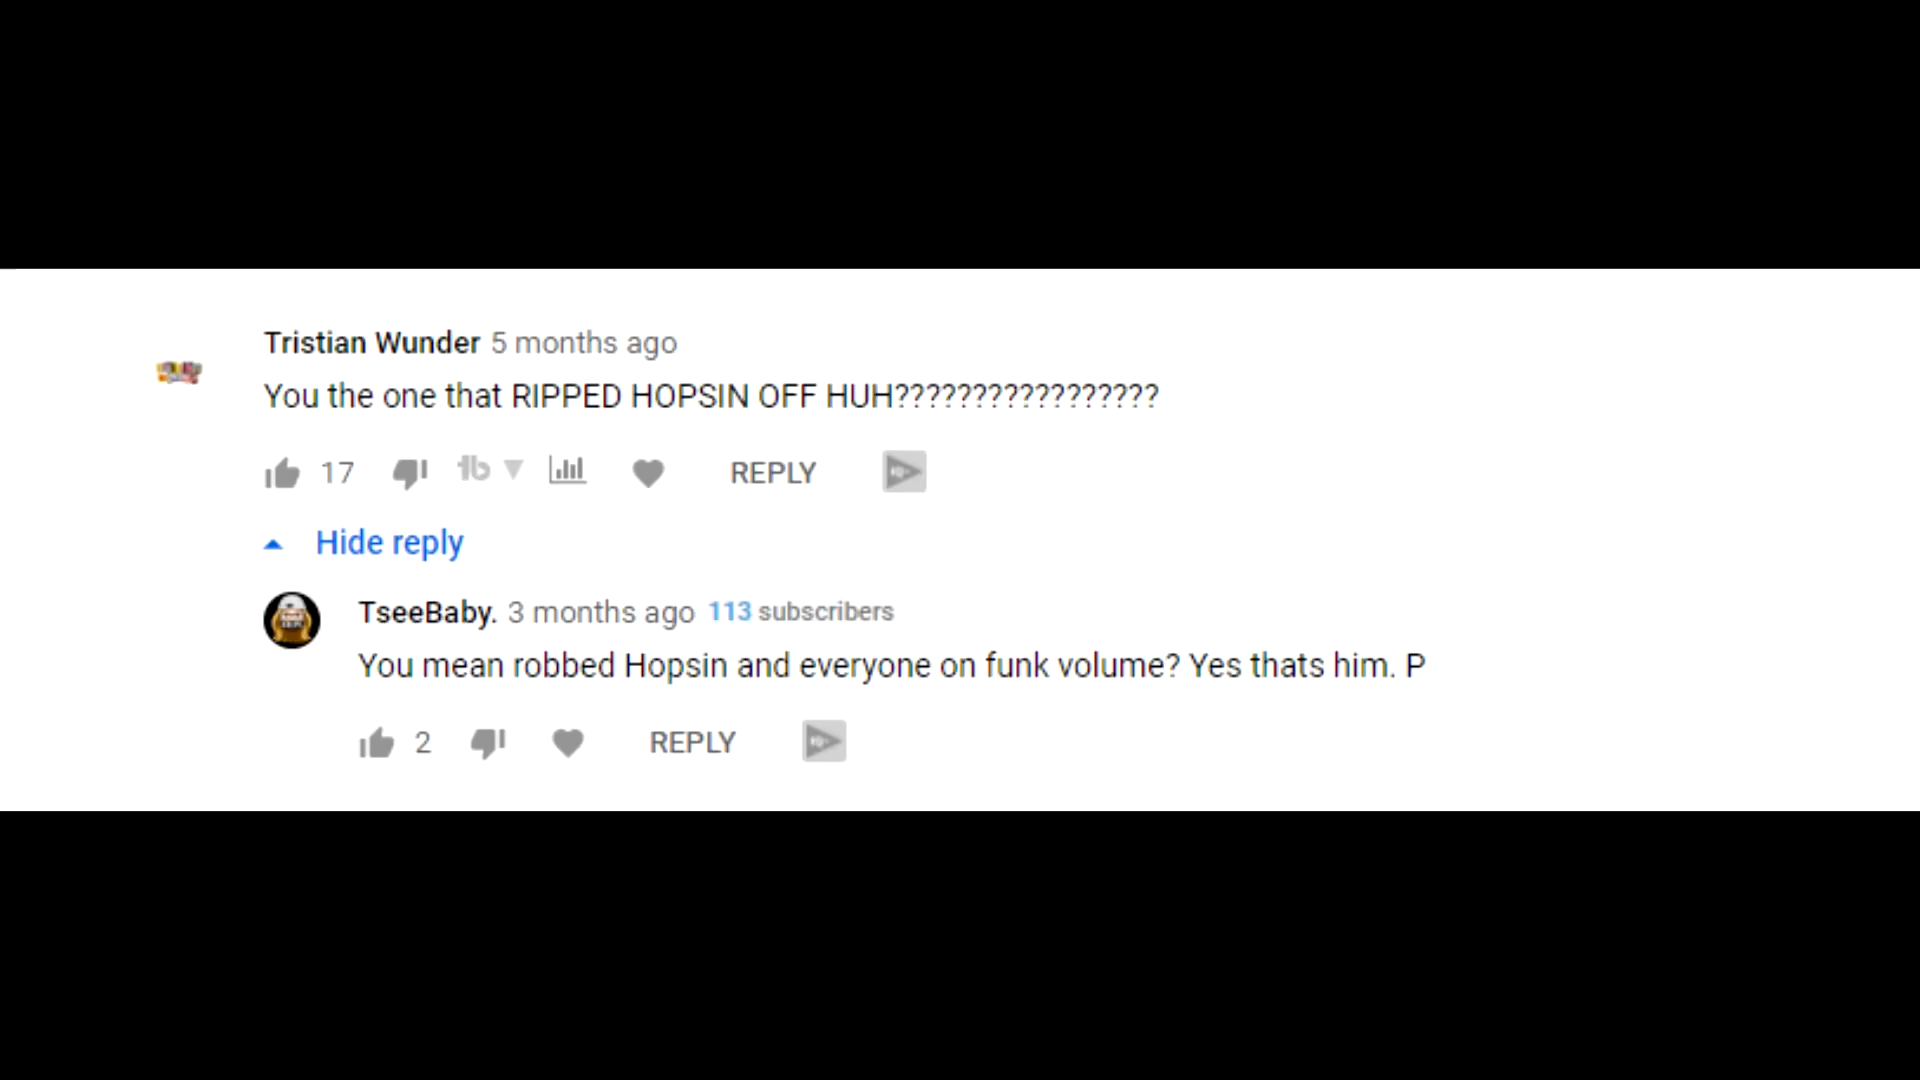 Tristian Wunder 5 months ago
You the one that RIPPED HOPSIN OFF HUH?????????????????
17 REPLY
Hide reply
TseeBaby. 3 months ago 113 subscribers
You mean robbed Hopsin and everyone on funk volume? Yes thats him. P
2 REPLY